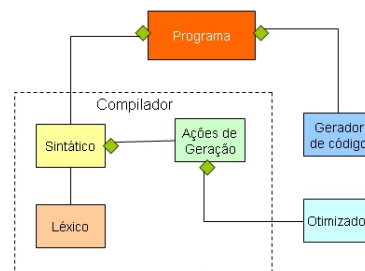 Programa
Compilador
Sintático
Ações de
Geração
Gerador
de código
Léxico
Otimizado